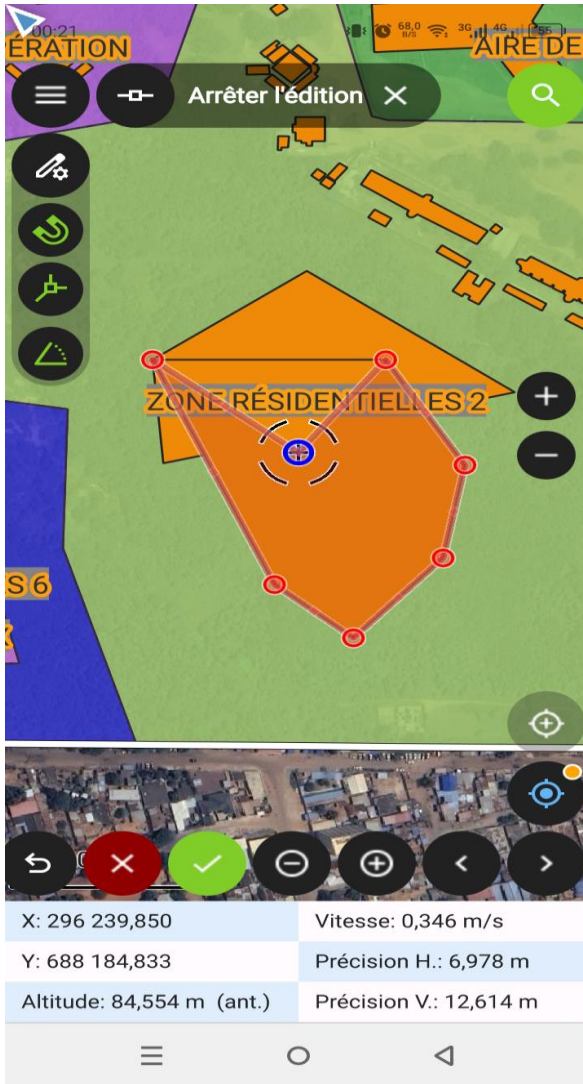 00:21 68,0 B/S 3G 4G 55
ÉRATION AIRE DE
Arrêter l'édition
ZONE RÉSIDENTIELLES 2
S 6
X: 296 239,850 Vitesse: 0,346 m/s
Y: 688 184,833 Précision H.: 6,978 m
Altitude: 84,554 m (ant.) Précision V.: 12,614 m